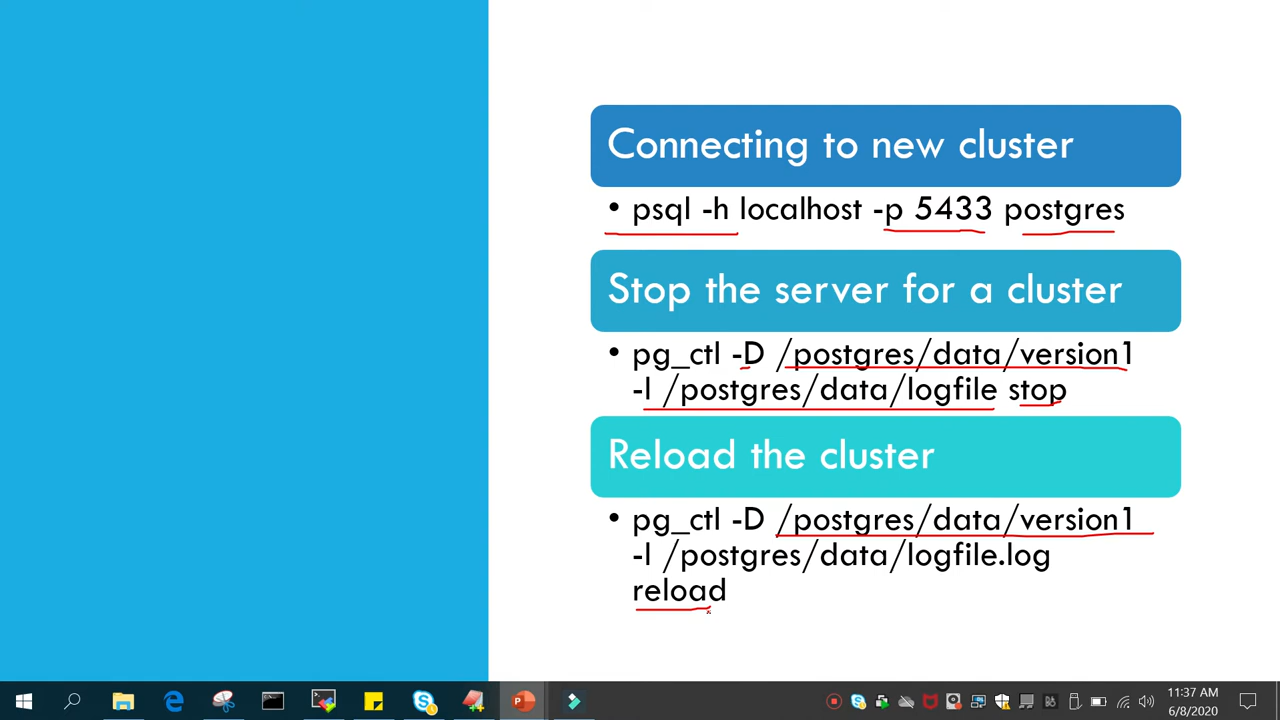 Connecting to new cluster
• psql -h localhost -p 5433 postgres
Stop the server for a cluster
• pg_ctl -D /postgres/data/version1
-l /postgres/data/logfile stop
Reload the cluster
• pg_ctl -D /postgres/data/version1
-l /postgres/data/logfile.log
reload
11:37 AM
6/8/2020